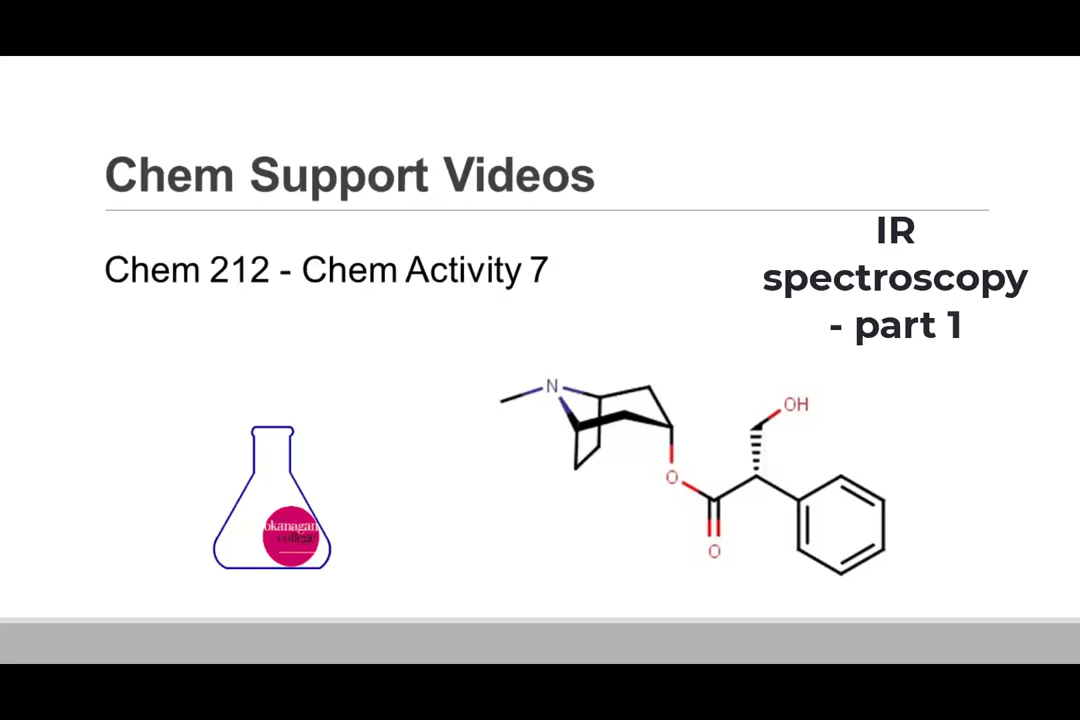 Chem Support Videos
Chem 212 - Chem Activity 7
IR
spectroscopy
- part 1
N
OH
O
O
okanagan
college